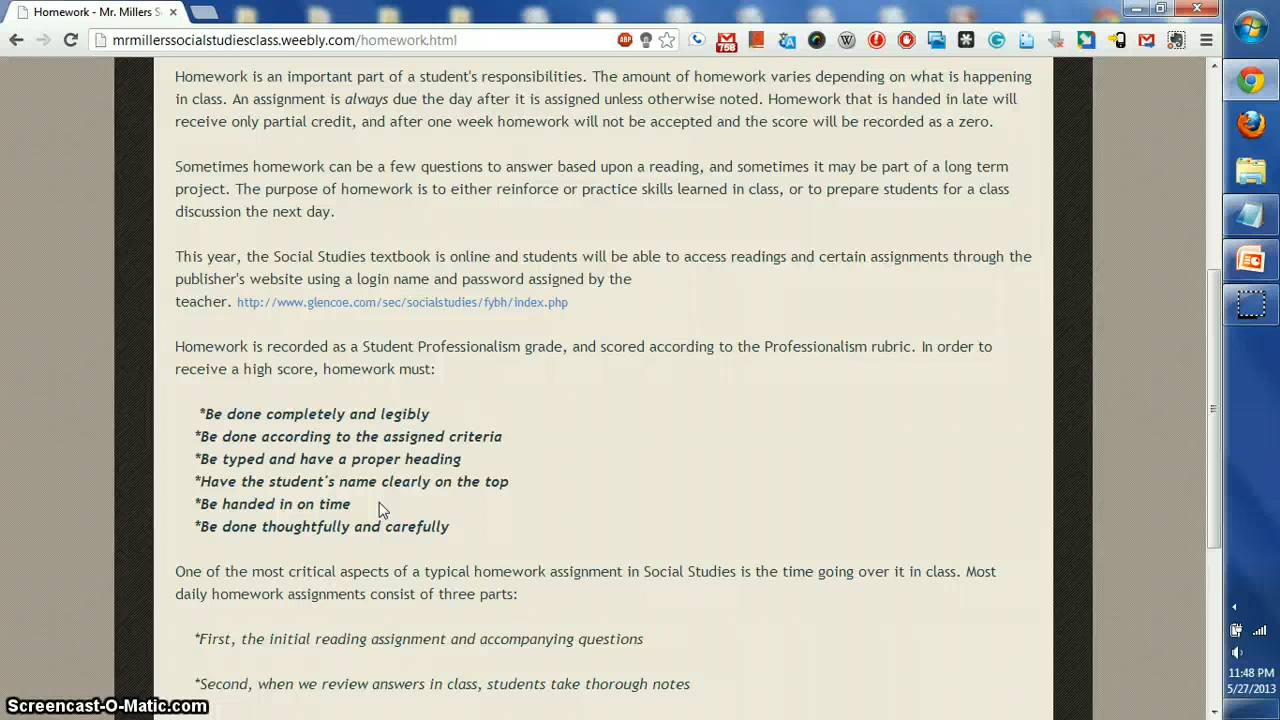 Homework - Mr. Millers S
mrmillerssocialstudiesclass.weebly.com/homework.html
ABP
758
W
Homework is an important part of a student's responsibilities. The amount of homework varies depending on what is happening
in class. An assignment is always due the day after it is assigned unless otherwise noted. Homework that is handed in late will
receive only partial credit, and after one week homework will not be accepted and the score will be recorded as a zero.
Sometimes homework can be a few questions to answer based upon a reading, and sometimes it may be part of a long term
project. The purpose of homework is to either reinforce or practice skills learned in class, or to prepare students for a class
discussion the next day.
This year, the Social Studies textbook is online and students will be able to access readings and certain assignments through the
publisher's website using a login name and password assigned by the
teacher. http://www.glencoe.com/sec/socialstudies/fybh/index.php
Homework is recorded as a Student Professionalism grade, and scored according to the Professionalism rubric. In order to
receive a high score, homework must:
*Be done completely and legibly
*Be done according to the assigned criteria
*Be typed and have a proper heading
*Have the student's name clearly on the top
*Be handed in on time
*Be done thoughtfully and carefully
One of the most critical aspects of a typical homework assignment in Social Studies is the time going over it in class. Most
daily homework assignments consist of three parts:
*First, the initial reading assignment and accompanying questions
*Second, when we review answers in class, students take thorough notes
11:48 PM
5/27/2013
Screencast-O-Matic.com